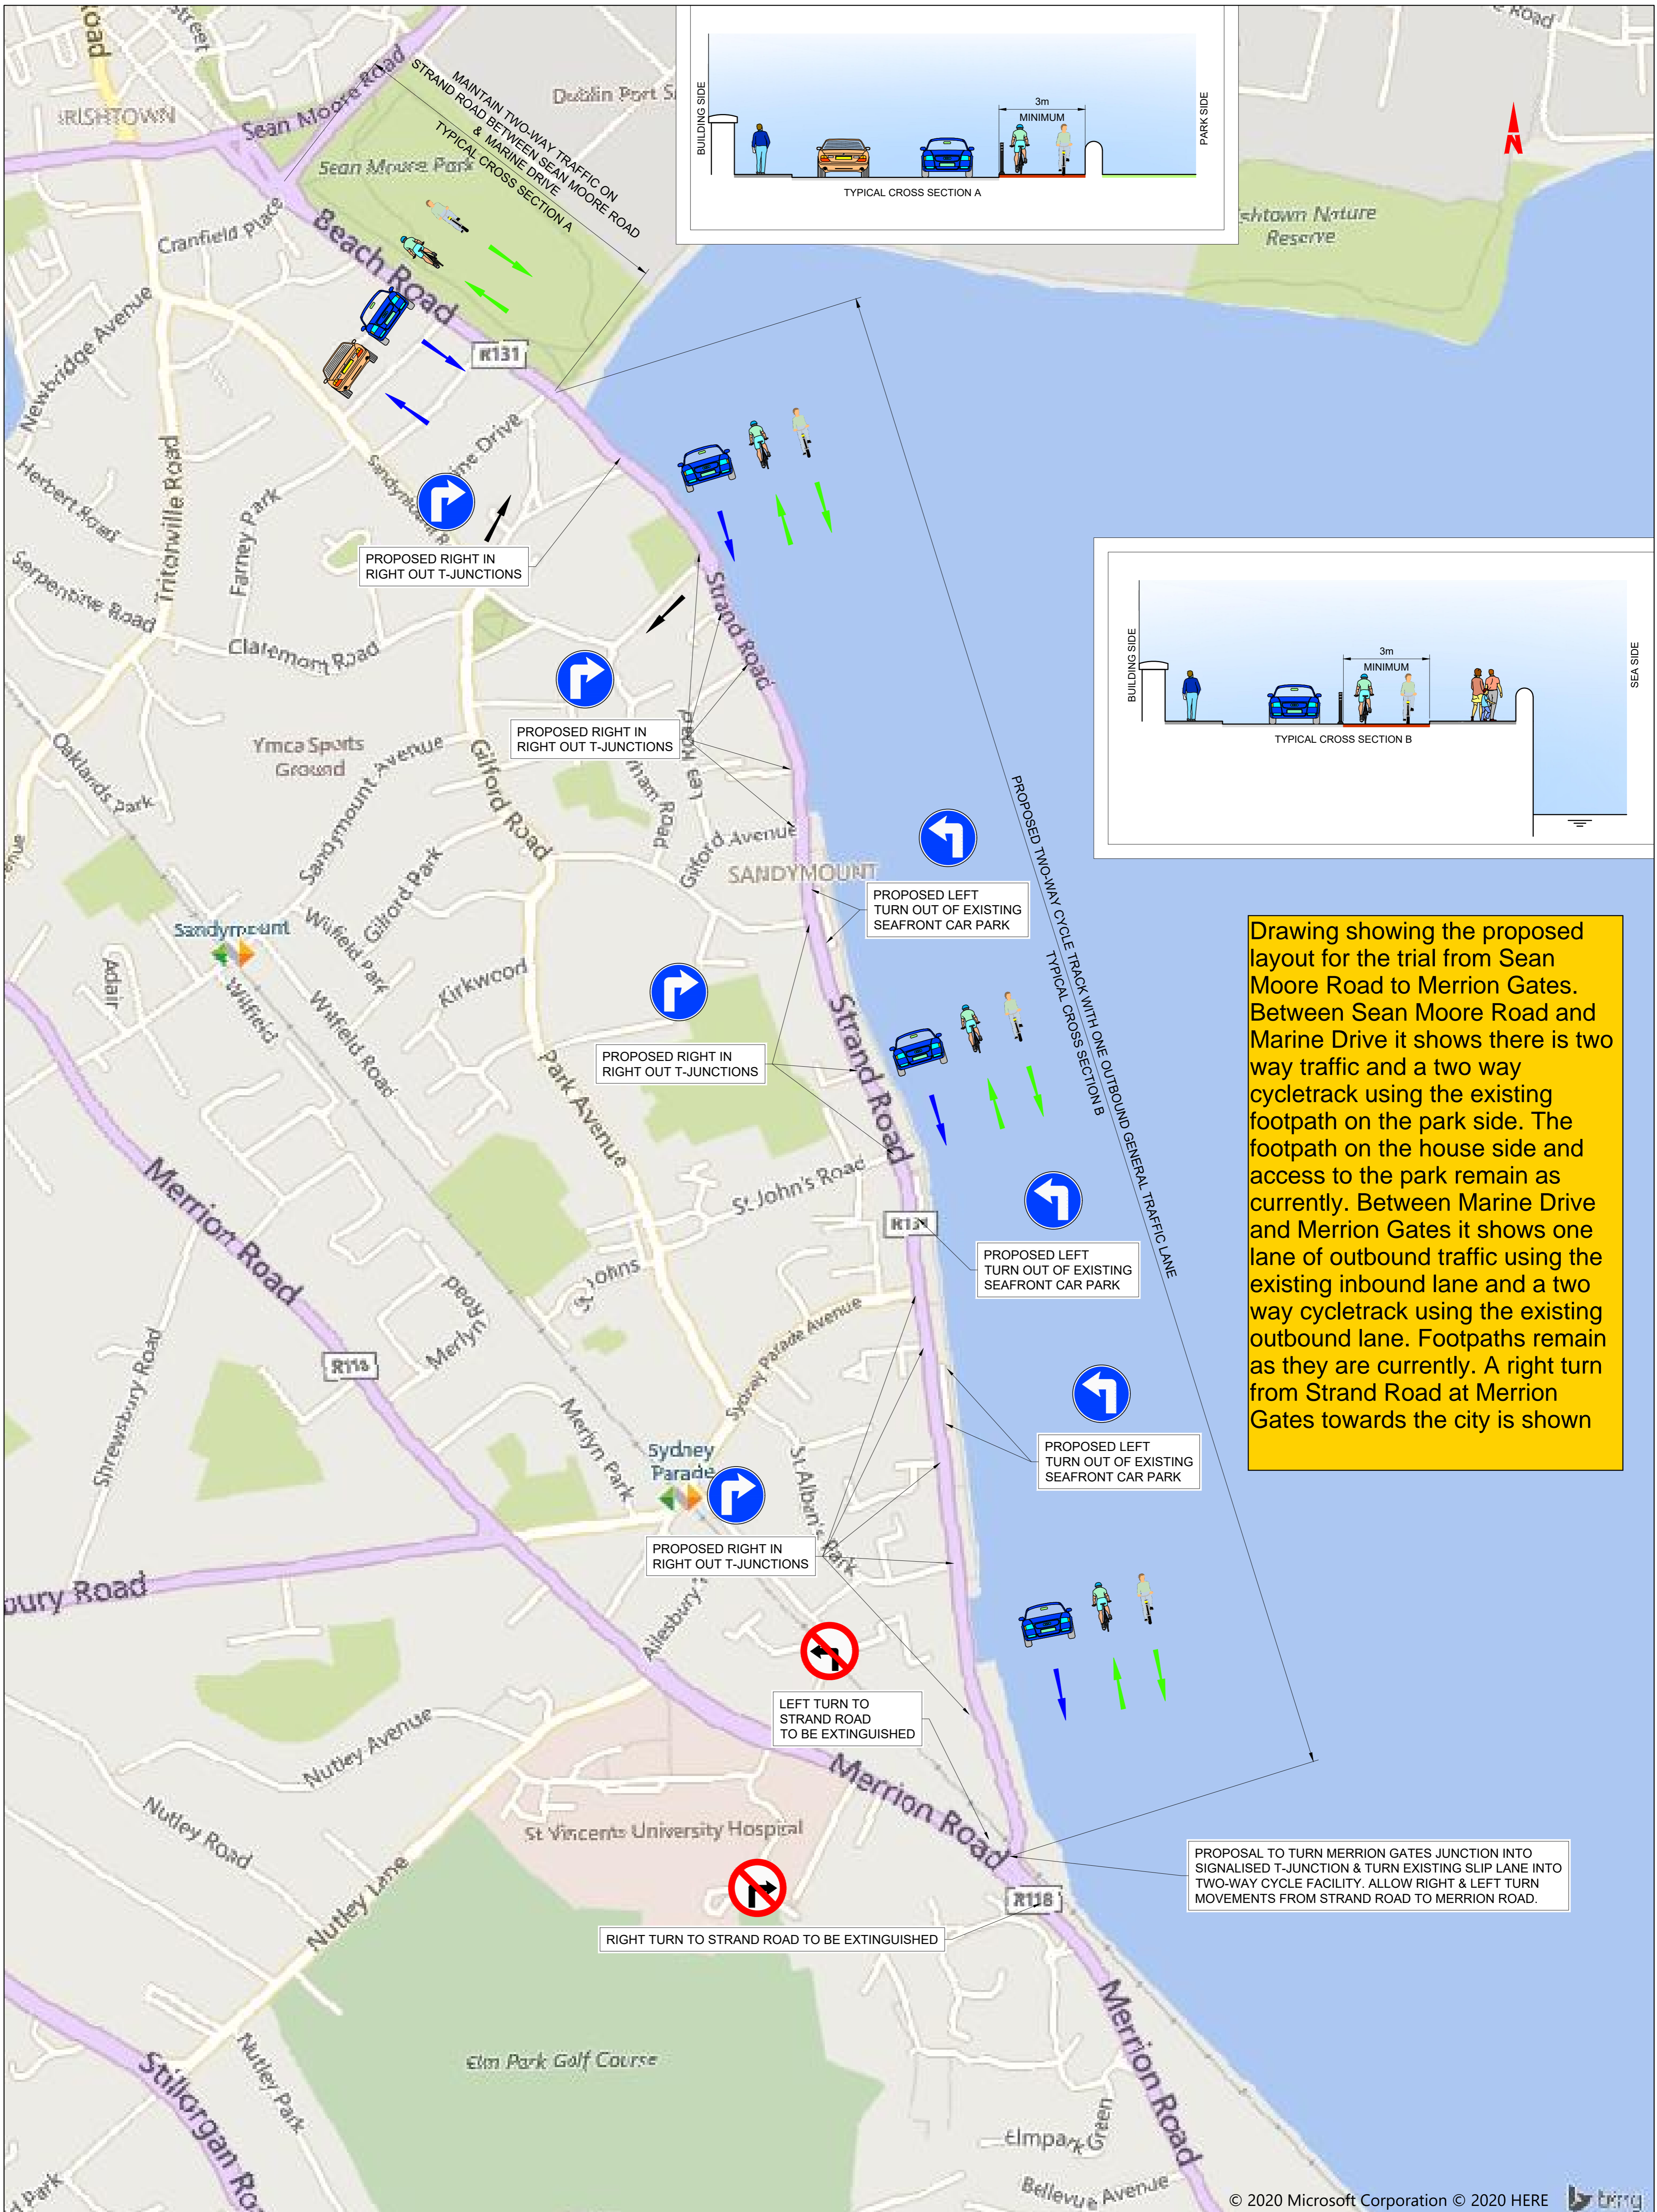 Street
Road
e Road
IRISHTOWN
Sean Moore Road
Sean Moore Park
Dublin Port
MAINTAIN TWO-WAY TRAFFIC ON
STRAND ROAD BETWEEN SEAN MOORE ROAD
& MARINE DRIVE
TYPICAL CROSS SECTION A
BUILDING SIDE
3m
MINIMUM
PARK SIDE
TYPICAL CROSS SECTION A
N
shtown Nature
Reserve
Cranfield Place
Beach Road
R131
Newbridge Avenue
Herbert Road
Tritonville Road
Serpentine Road
Farney Park
ine Drive
Claremont Road
PROPOSED RIGHT IN
RIGHT OUT T-JUNCTIONS
Strand Road
PROPOSED RIGHT IN
RIGHT OUT T-JUNCTIONS
BUILDING SIDE
3m
MINIMUM
SEA SIDE
TYPICAL CROSS SECTION B
Oaklands Park
Ymca Sports
Ground
Sandymount Avenue
Gilford Road
Lea Road
ham Road
Gilford Avenue
SANDYMOUNT
Gilford Park
Wilfield Park
Sandymount
Adair
Wilfield
Wilfield Road
Kirkwood
Park Avenue
PROPOSED LEFT
TURN OUT OF EXISTING
SEAFRONT CAR PARK
PROPOSED TWO-WAY CYCLE TRACK WITH ONE OUTBOUND GENERAL TRAFFIC LANE
TYPICAL CROSS SECTION B
Strand Road
PROPOSED RIGHT IN
RIGHT OUT T-JUNCTIONS
Drawing showing the proposed
layout for the trial from Sean
Moore Road to Merrion Gates.
Between Sean Moore Road and
Marine Drive it shows there is two
way traffic and a two way
cycletrack using the existing
footpath on the park side. The
footpath on the house side and
access to the park remain as
currently. Between Marine Drive
and Merrion Gates it shows one
lane of outbound traffic using the
existing inbound lane and a two
way cycletrack using the existing
outbound lane. Footpaths remain
as they are currently. A right turn
from Strand Road at Merrion
Gates towards the city is shown
Merrion Road
St John's Road
R131
PROPOSED LEFT
TURN OUT OF EXISTING
SEAFRONT CAR PARK
St Johns
Merlyn Road
Sydney Parade Avenue
R118
Shrewsbury Road
Merlyn Park
Sydney
Parade
St Alban's Park
PROPOSED LEFT
TURN OUT OF EXISTING
SEAFRONT CAR PARK
PROPOSED RIGHT IN
RIGHT OUT T-JUNCTIONS
bury Road
Ailesbury
LEFT TURN TO
STRAND ROAD
TO BE EXTINGUISHED
Nutley Avenue
Nutley Road
Nutley Lane
St Vincents University Hospital
Merrion Road
R118
PROPOSAL TO TURN MERRION GATES JUNCTION INTO
SIGNALISED T-JUNCTION & TURN EXISTING SLIP LANE INTO
TWO-WAY CYCLE FACILITY. ALLOW RIGHT & LEFT TURN
MOVEMENTS FROM STRAND ROAD TO MERRION ROAD.
RIGHT TURN TO STRAND ROAD TO BE EXTINGUISHED
Merrion Road
Elm Park Golf Course
Nutley Park
Stillorgan Ro
d Park
Elmpark Green
Bellevue Avenue
© 2020 Microsoft Corporation © 2020 HERE
bing